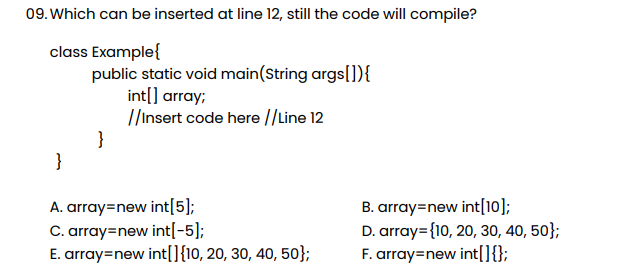 09. Which can be inserted at line 12, still the code will compile?
class Example{
public static void main(String args[]){
int[] array;
//Insert code here //Line 12
}
}
A. array=new int[5]; B. array=new int[10];
C. array=new int[-5]; D. array={10, 20, 30, 40, 50};
E. array=new int[]{10, 20, 30, 40, 50}; F. array=new int[]{};